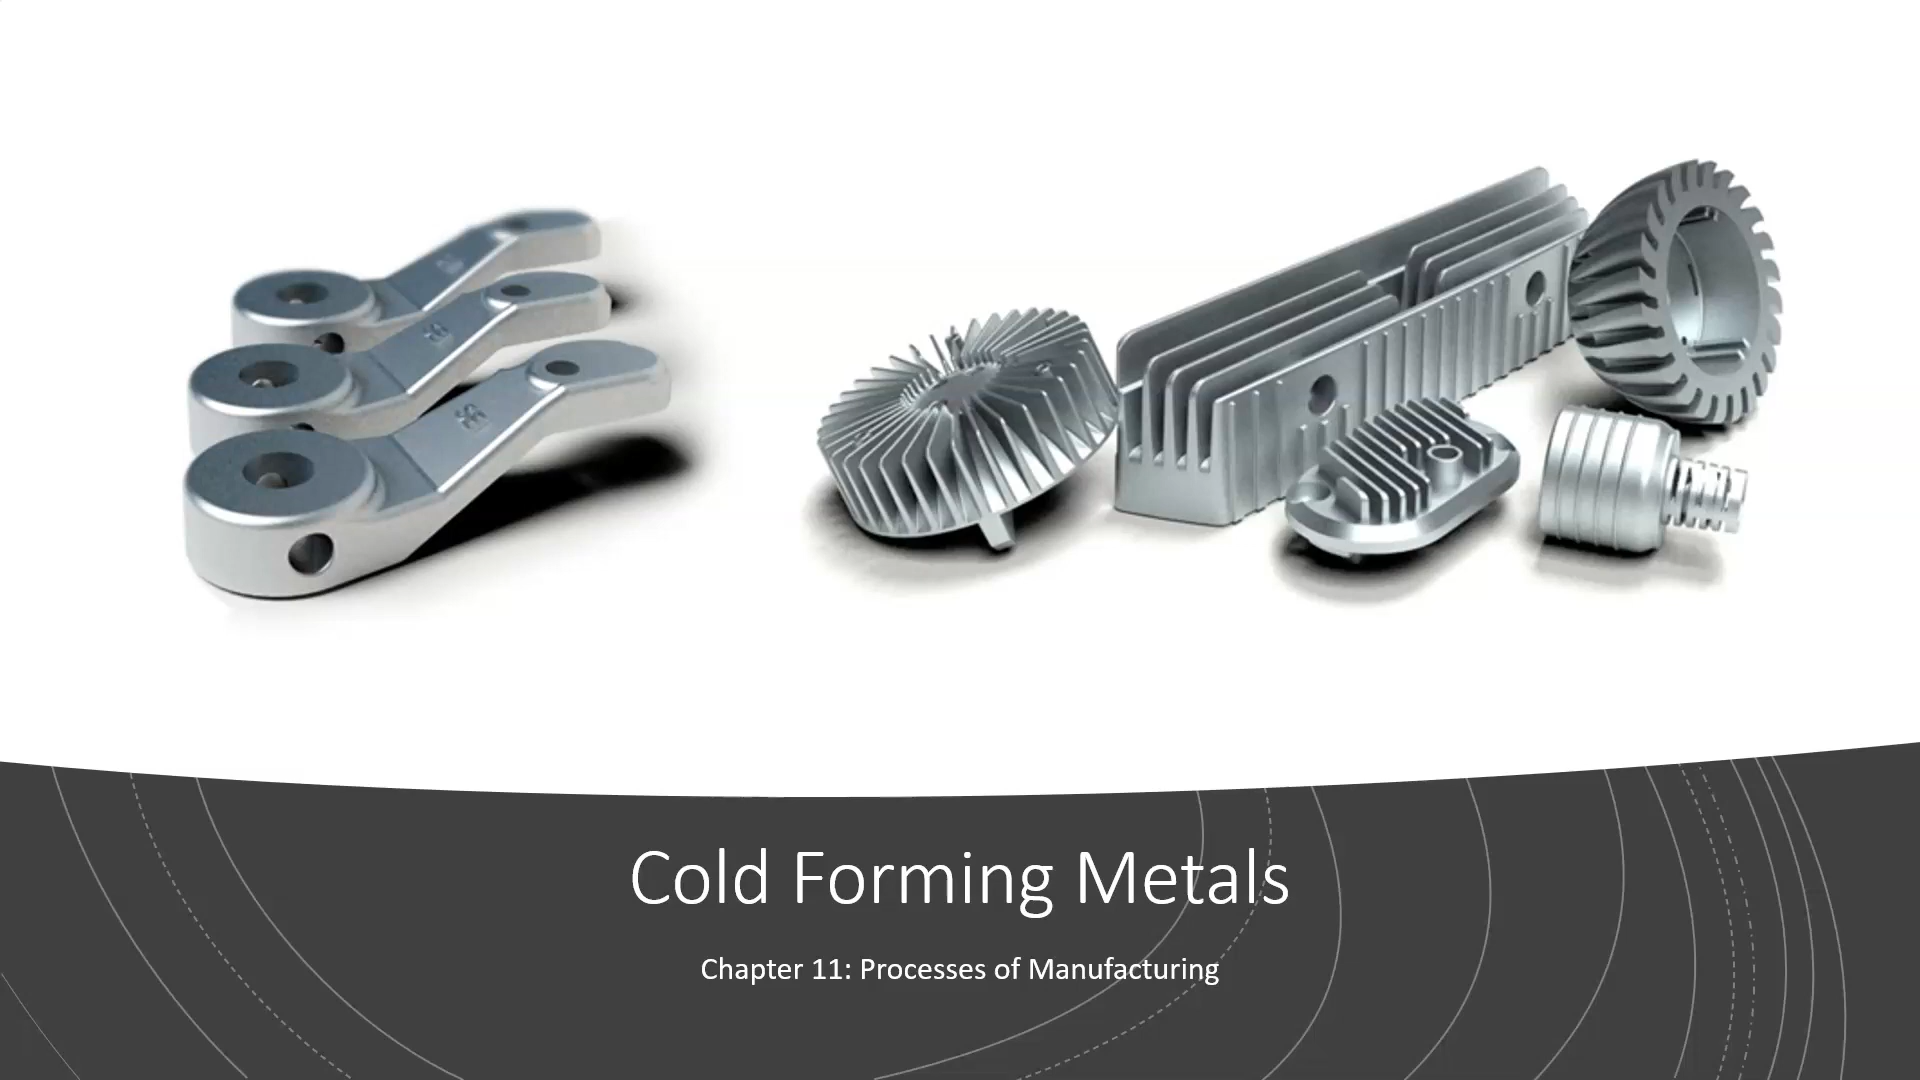 Cold Forming Metals
Chapter 11: Processes of Manufacturing